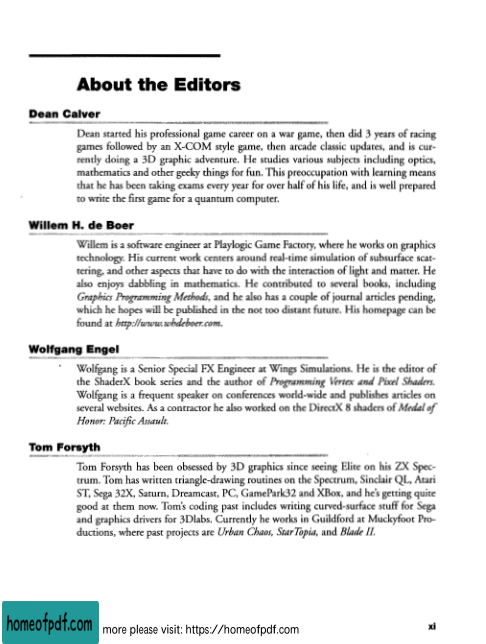 About the Editors
Dean Calver
Dean started his professional game career on a war game, then did 3 years of racing
games followed by an X-COM style game, then arcade classic updates, and is cur-
rently doing a 3D graphic adventure. He studies various subjects including optics,
mathematics and other geeky things for fun. This preoccupation with learning means
that he has been taking exams every year for over half of his life, and is well prepared
to write the first game for a quantum computer.
Willem H. de Boer
Willem is a software engineer at Playlogic Game Factory, where he works on graphics
technology. His current work centers around real-time simulation of subsurface scat-
tering, and other aspects that have to do with the interaction of light and matter. He
also enjoys dabbling in mathematics. He contributed to several books, including
Graphics Programming Methods, and he also has a couple of journal articles pending,
which he hopes will be published in the not too distant future. His homepage can be
found at http://www.whdeboer.com.
Wolfgang Engel
Wolfgang is a Senior Special FX Engineer at Wings Simulations. He is the editor of
the ShaderX book series and the author of Programming Vertex and Pixel Shaders.
Wolfgang is a frequent speaker on conferences world-wide and publishes articles on
several websites. As a contractor he also worked on the DirectX 8 shaders of Medal of
Honor: Pacific Assault.
Tom Forsyth
Tom Forsyth has been obsessed by 3D graphics since seeing Elite on his ZX Spec-
trum. Tom has written triangle-drawing routines on the Spectrum, Sinclair QL, Atari
ST, Sega 32X, Saturn, Dreamcast, PC, GamePark32 and XBox, and he's getting quite
good at them now. Tom's coding past includes writing curved-surface stuff for Sega
and graphics drivers for 3Dlabs. Currently he works in Guildford at Muckyfoot Pro-
ductions, where past projects are Urban Chaos, StarTopia, and Blade II.
xi
homeofpdf.com
more please visit: https://homeofpdf.com